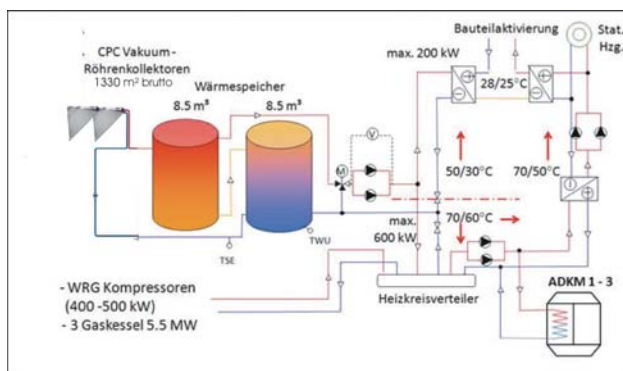 CPC Vakuum -
Röhrenkollektoren
1330 m² brutto
Wärmespeicher
8.5 m³
8.5 m³
Bauteilaktivierung
max. 200 kW
28/25°C
Stat.
Hzg.
V
M
50/30°C
70/50°C
70/60°C
max.
600 kW
TSE
TWU
- WRG Kompressoren
(400 -500 kW)
- 3 Gaskessel 5.5 MW
Heizkreisverteiler
ADKM 1 - 3